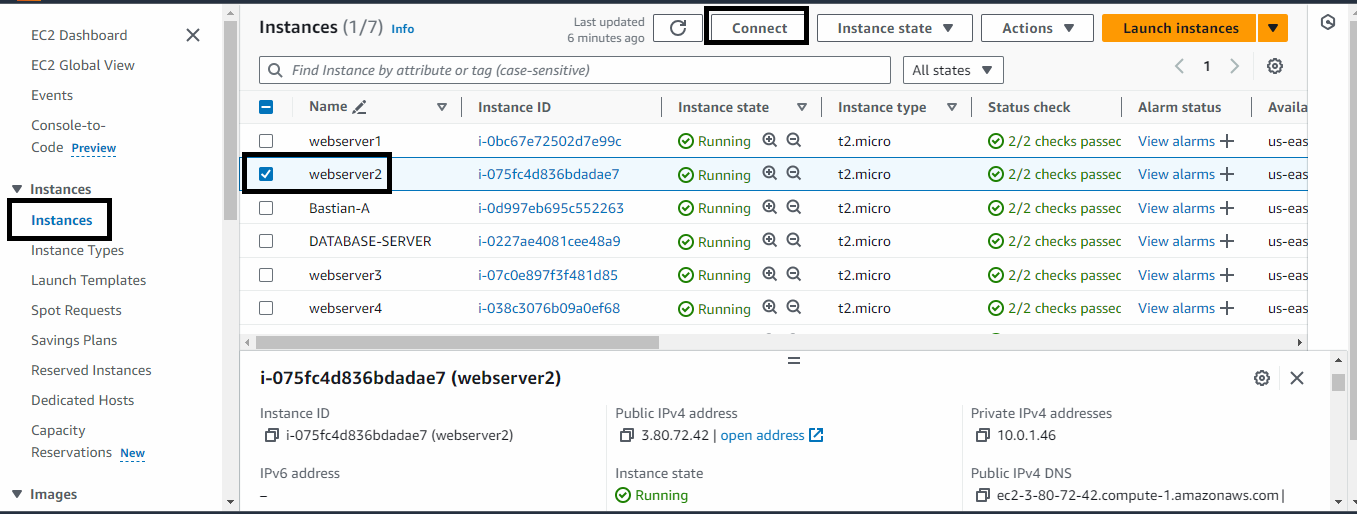 EC2 Dashboard
EC2 Global View
Events
Console-to-
Code Preview
Instances
Instances
Instance Types
Launch Templates
Spot Requests
Savings Plans
Reserved Instances
Dedicated Hosts
Capacity
Reservations New
Images
Instances (1/7) Info
Last updated
6 minutes ago
Connect
Instance state
Actions
Launch instances
Find Instance by attribute or tag (case-sensitive)
All states
1
Name Instance ID Instance state Instance type Status check Alarm status Availa
webserver1 i-0bc67e72502d7e99c Running t2.micro 2/2 checks passec View alarms us-eas
webserver2 i-075fc4d836bdadae7 Running t2.micro 2/2 checks passec View alarms us-eas
Bastian-A i-0d997eb695c552263 Running t2.micro 2/2 checks passec View alarms us-eas
DATABASE-SERVER i-0227ae4081cee48a9 Running t2.micro 2/2 checks passec View alarms us-eas
webserver3 i-07c0e897f3f481d85 Running t2.micro 2/2 checks passec View alarms us-eas
webserver4 i-038c3076b09a0ef68 Running t2.micro 2/2 checks passec View alarms us-eas
i-075fc4d836bdadae7 (webserver2)
Instance ID
i-075fc4d836bdadae7 (webserver2)
Public IPv4 address
3.80.72.42 | open address
Private IPv4 addresses
10.0.1.46
IPv6 address
–
Instance state
Running
Public IPv4 DNS
ec2-3-80-72-42.compute-1.amazonaws.com |